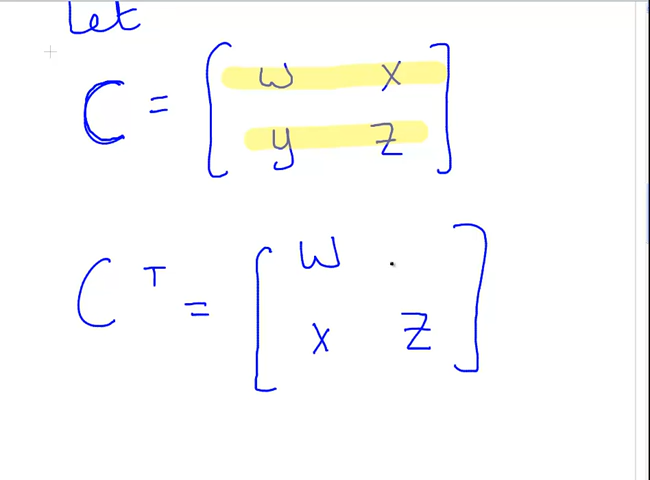 Let
C = [ w x
y z ]
C^T = [ w
x z ]